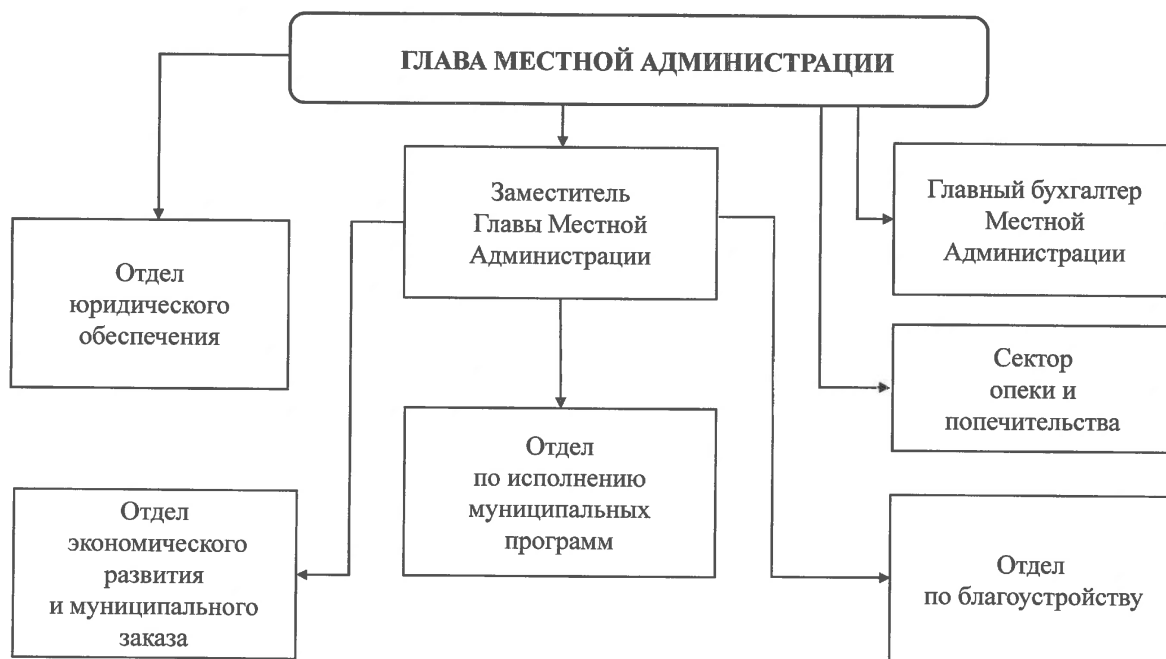 ГЛАВА МЕСТНОЙ АДМИНИСТРАЦИИ
Заместитель
Главы Местной
Администрации
Главный бухгалтер
Местной
Администрации
Отдел
юридического
обеспечения
Сектор
опеки и
попечительства
Отдел
по исполнению
муниципальных
программ
Отдел
экономического
развития
и муниципального
заказа
Отдел
по благоустройству